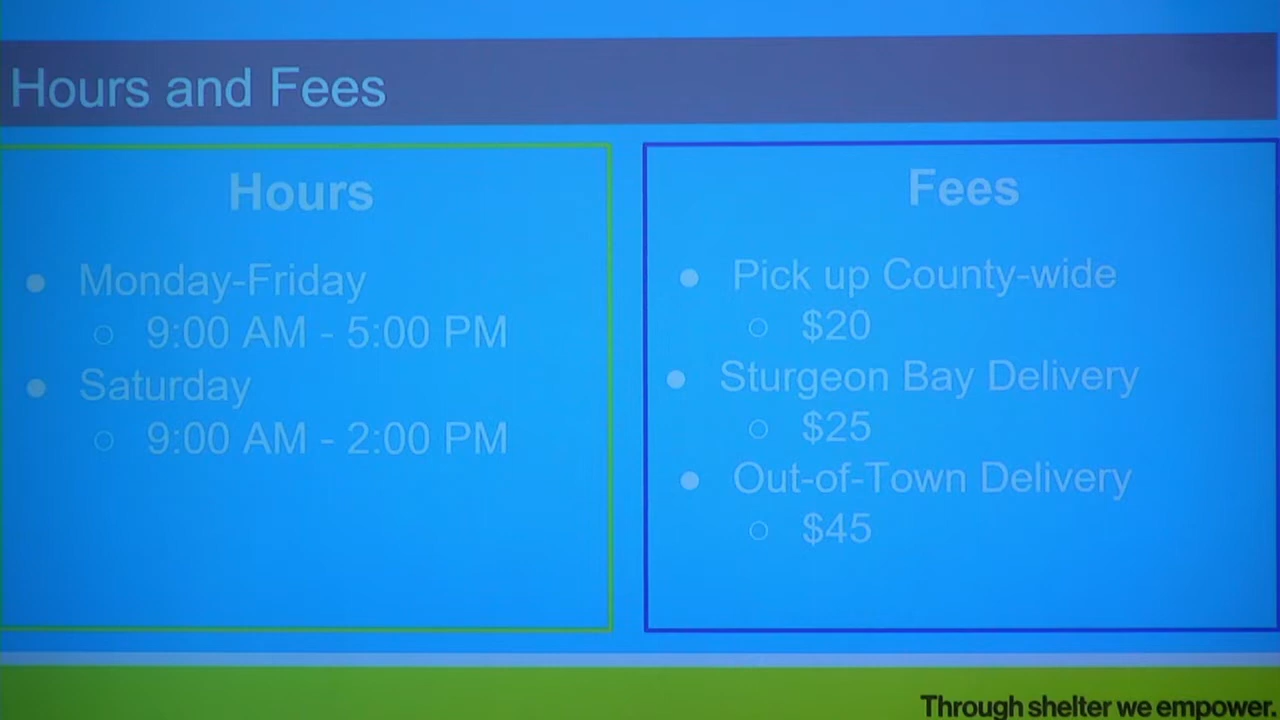 Hours and Fees
Hours
Monday-Friday
9:00 AM - 5:00 PM
Saturday
9:00 AM - 2:00 PM
Fees
Pick up County-wide
$20
Sturgeon Bay Delivery
$25
Out-of-Town Delivery
$45
Through shelter we empower.